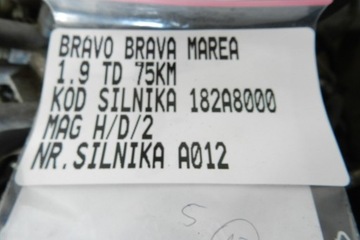 BRAVO BRAVA MAREA
1.9 TD 75KM
KOD SILNIKA 182A8000
MAG H/D/2
NR.SILNIKA A012
S